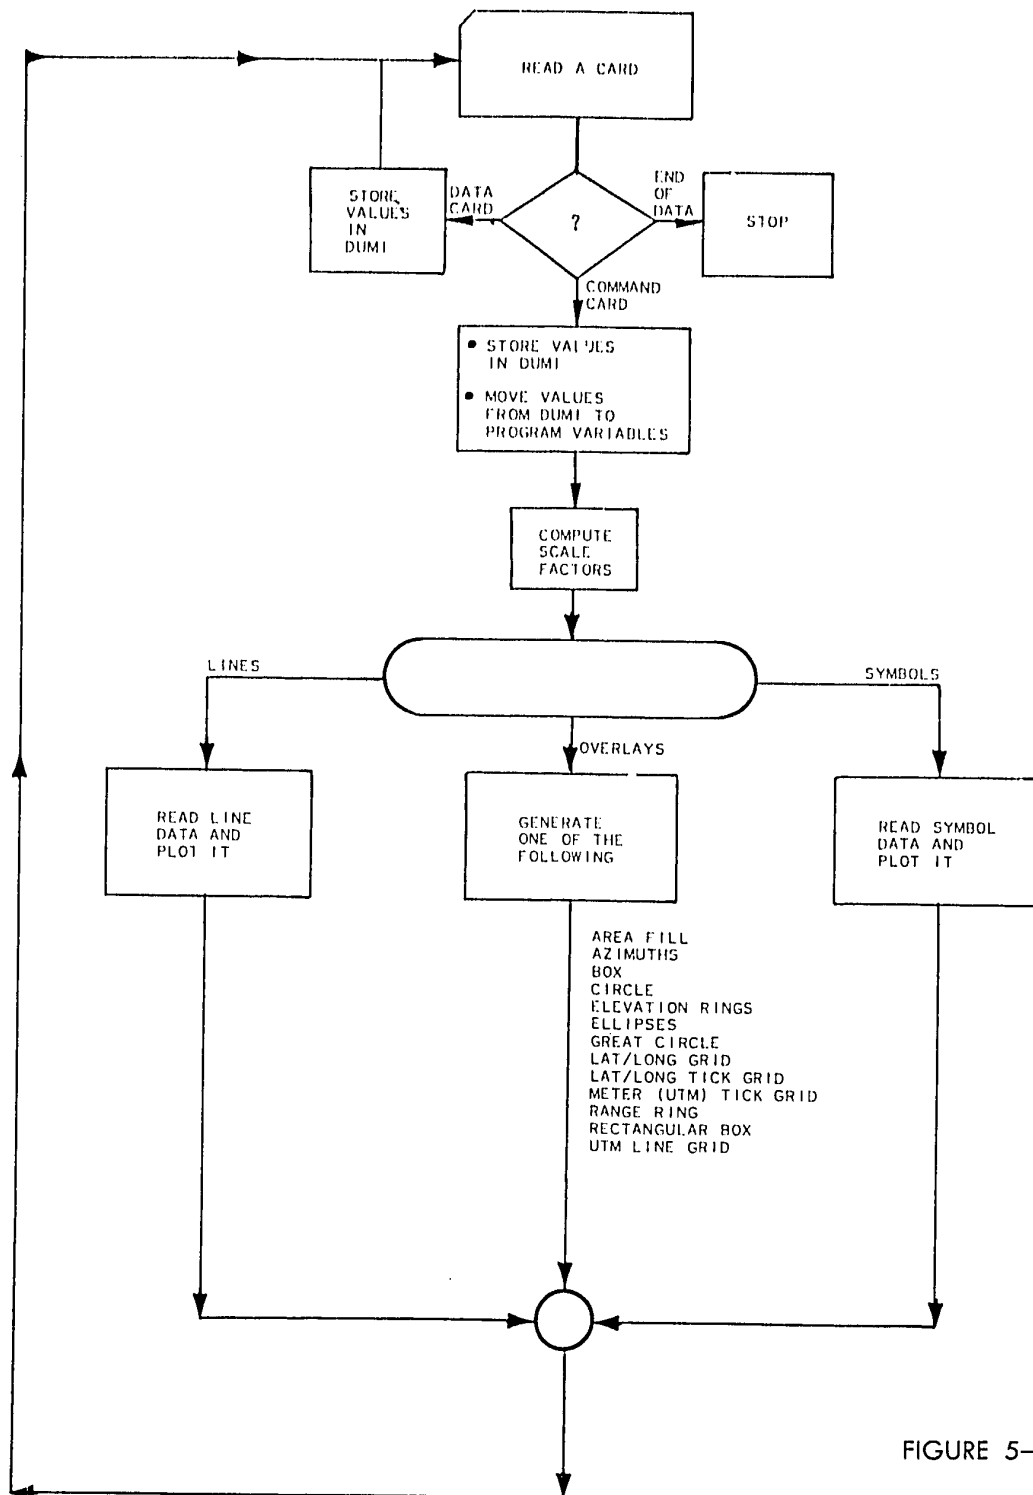 READ A CARD
STORE
VALUES
IN
DUMI
DATA
CARD
?
END
OF
DATA
STOP
COMMAND
CARD
• STORE VALUES
IN DUMI
• MOVE VALUES
FROM DUMI TO
PROGRAM VARIABLES
COMPUTE
SCALE
FACTORS
LINES
SYMBOLS
OVERLAYS
READ LINE
DATA AND
PLOT IT
GENERATE
ONE OF THE
FOLLOWING
READ SYMBOL
DATA AND
PLOT IT
AREA FILL
AZIMUTHS
BOX
CIRCLE
ELEVATION RINGS
ELLIPSES
GREAT CIRCLE
LAT/LONG GRID
LAT/LONG TICK GRID
METER (UTM) TICK GRID
RANGE RING
RECTANGULAR BOX
UTM LINE GRID
FIGURE 5–